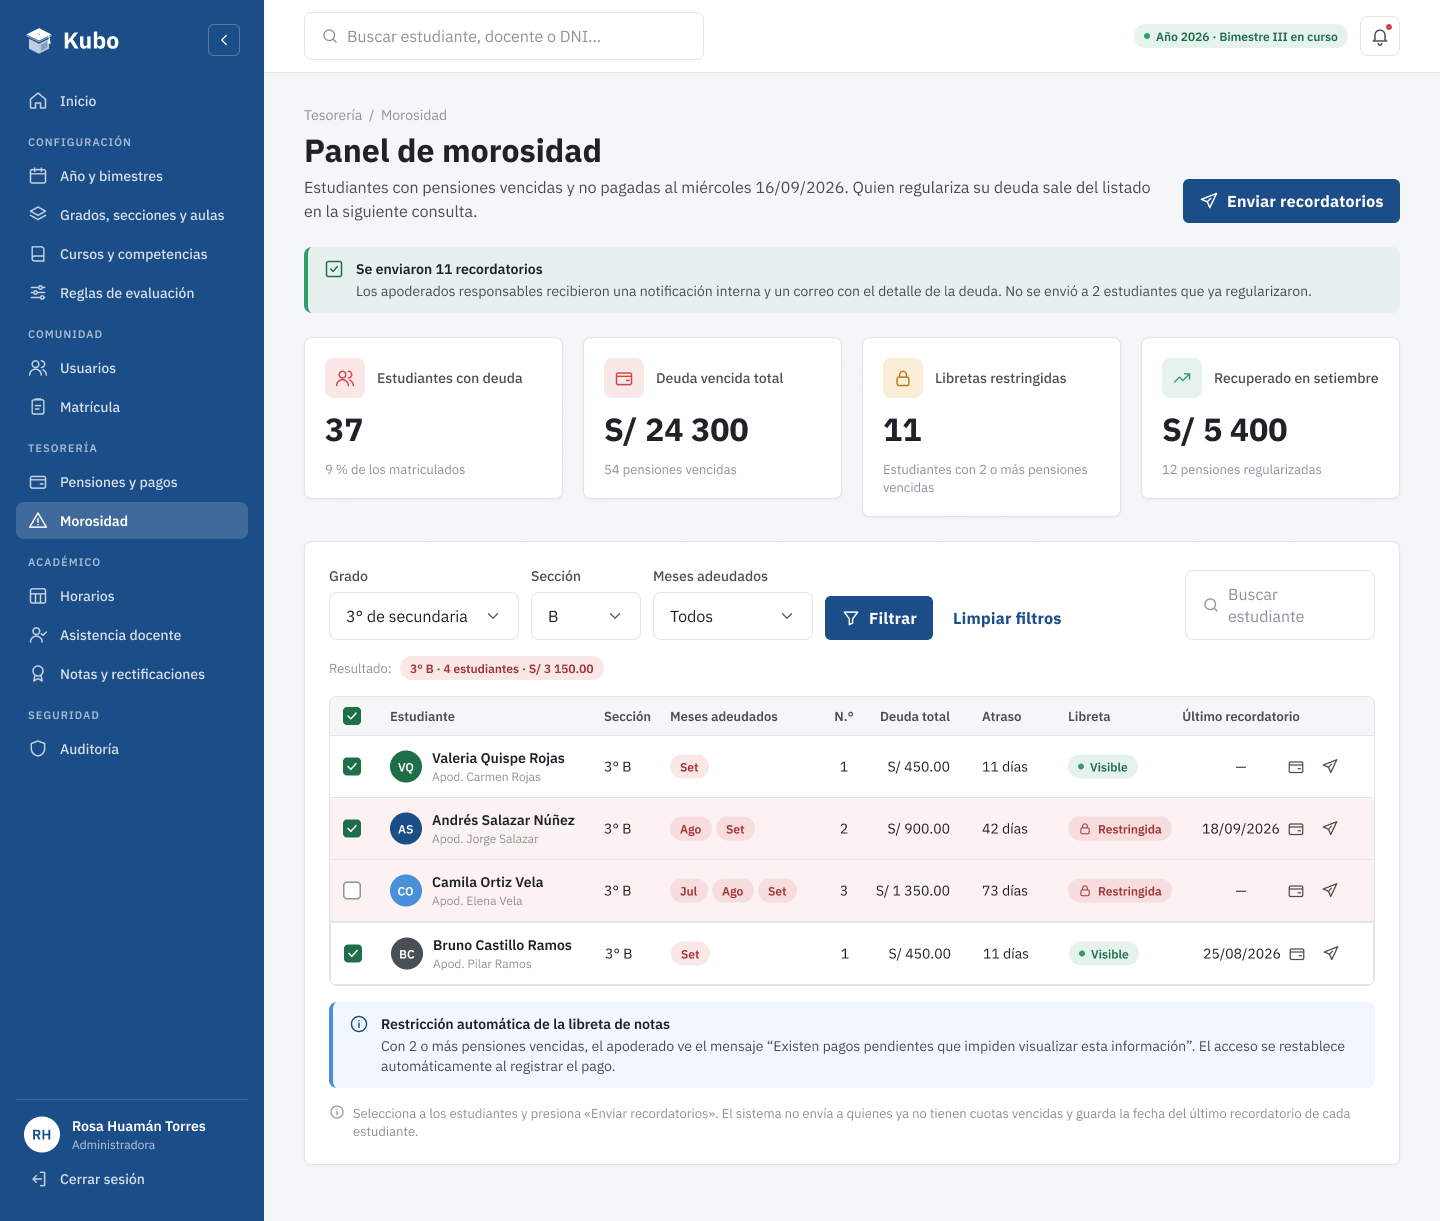 Kubo
Inicio
CONFIGURACIÓN
Año y bimestres
Grados, secciones y aulas
Cursos y competencias
Reglas de evaluación
COMUNIDAD
Usuarios
Matrícula
TESORERÍA
Pensiones y pagos
Morosidad
ACADÉMICO
Horarios
Asistencia docente
Notas y rectificaciones
SEGURIDAD
Auditoría
RH
Rosa Huamán Torres
Administradora
Cerrar sesión
Buscar estudiante, docente o DNI...
Año 2026 · Bimestre III en curso
Tesorería / Morosidad
Panel de morosidad
Estudiantes con pensiones vencidas y no pagadas al miércoles 16/09/2026. Quien regulariza su deuda sale del listado
en la siguiente consulta.
Enviar recordatorios
Se enviaron 11 recordatorios
Los apoderados responsables recibieron una notificación interna y un correo con el detalle de la deuda. No se envió a 2 estudiantes que ya regularizaron.
Estudiantes con deuda
37
9 % de los matriculados
Deuda vencida total
S/ 24 300
54 pensiones vencidas
Libretas restringidas
11
Estudiantes con 2 o más pensiones
vencidas
Recuperado en setiembre
S/ 5 400
12 pensiones regularizadas
Grado Sección Meses adeudados
3° de secundaria B Todos Filtrar Limpiar filtros
Buscar
estudiante
Resultado: 3° B · 4 estudiantes · S/ 3 150.00
Estudiante Sección Meses adeudados N.° Deuda total Atraso Libreta Último recordatorio
VQ Valeria Quispe Rojas 3° B Set 1 S/ 450.00 11 días Visible —
Apod. Carmen Rojas
AS Andrés Salazar Núñez 3° B Ago Set 2 S/ 900.00 42 días Restringida 18/09/2026
Apod. Jorge Salazar
CO Camila Ortiz Vela 3° B Jul Ago Set 3 S/ 1 350.00 73 días Restringida —
Apod. Elena Vela
BC Bruno Castillo Ramos 3° B Set 1 S/ 450.00 11 días Visible 25/08/2026
Apod. Pilar Ramos
Restricción automática de la libreta de notas
Con 2 o más pensiones vencidas, el apoderado ve el mensaje “Existen pagos pendientes que impiden visualizar esta información”. El acceso se restablece
automáticamente al registrar el pago.
Selecciona a los estudiantes y presiona «Enviar recordatorios». El sistema no envía a quienes ya no tienen cuotas vencidas y guarda la fecha del último recordatorio de cada
estudiante.